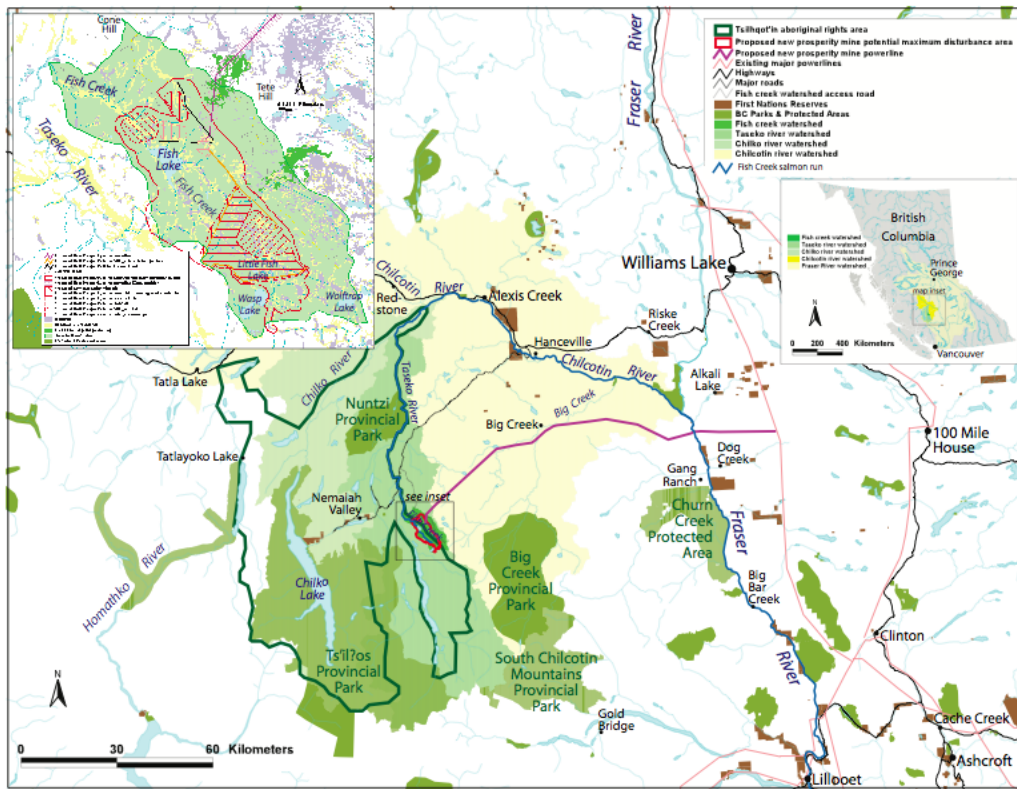 Cone
Hill
Fish Creek
Tete
Hill
Taseko
River
Fish
Lake
Fish Creek
Little Fish
Lake
Wasp
Lake
Wolftrap
Lake
Tsilhqot'in aboriginal rights area
Proposed new prosperity mine potential maximum disturbance area
Proposed new prosperity mine powerline
Existing major powerlines
Highways
Major roads
Fish creek watershed access road
First Nations Reserves
BC Parks & Protected Areas
Fish creek watershed
Taseko river watershed
Chilko river watershed
Chilcotin river watershed
Fish Creek salmon run
British
Columbia
Prince
George
map inset
Vancouver
Fish creek watershed
Taseko river watershed
Chilko river watershed
Chilcotin river watershed
Fraser River watershed
N
0 200 400 Kilometers
Fraser River
Williams Lake
Chilcotin River
Alexis Creek
Red-
stone
Riske
Creek
Hanceville
Chilcotin River
Tatla Lake
Chilko River
Taseko River
Alkali
Lake
Big Creek
Big Creek
Nuntzi
Provincial
Park
100 Mile
House
Tatlayoko Lake
Dog
Creek
Gang
Ranch
Nemaiah
Valley
see inset
Churn
Creek
Protected
Area
Fraser
River
Big
Creek
Provincial
Park
Homathko River
Chilko
Lake
Big
Bar
Creek
Clinton
Ts'il?os
Provincial
Park
South Chilcotin
Mountains
Provincial
Park
Gold
Bridge
N
0 30 60 Kilometers
Cache Creek
Ashcroft
Lillooet